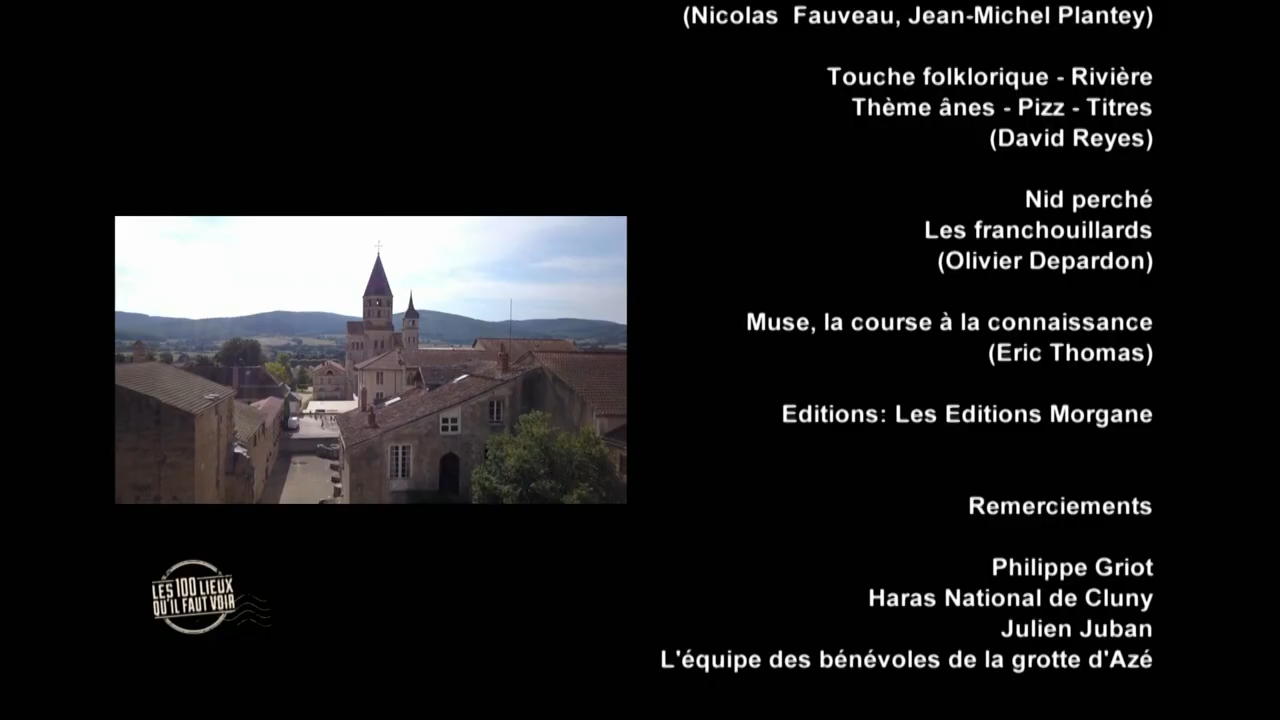 (Nicolas Fauveau, Jean-Michel Plantey)
Touche folklorique - Rivière
Thème ânes - Pizz - Titres
(David Reyes)
Nid perché
Les franchouillards
(Olivier Depardon)
Muse, la course à la connaissance
(Eric Thomas)
Editions: Les Editions Morgane
Remerciements
Philippe Griot
Haras National de Cluny
Julien Juban
L'équipe des bénévoles de la grotte d'Azé
LES 100 LIEUX
QU'IL FAUT VOIR